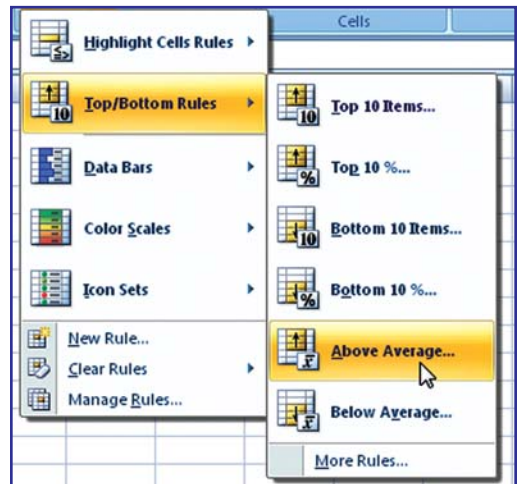 Cells
Highlight Cells Rules
Top/Bottom Rules
Data Bars
Color Scales
Icon Sets
New Rule...
Clear Rules
Manage Rules...
Top 10 Items...
Top 10 %...
Bottom 10 Items...
Bottom 10 %...
Above Average...
Below Average...
More Rules...